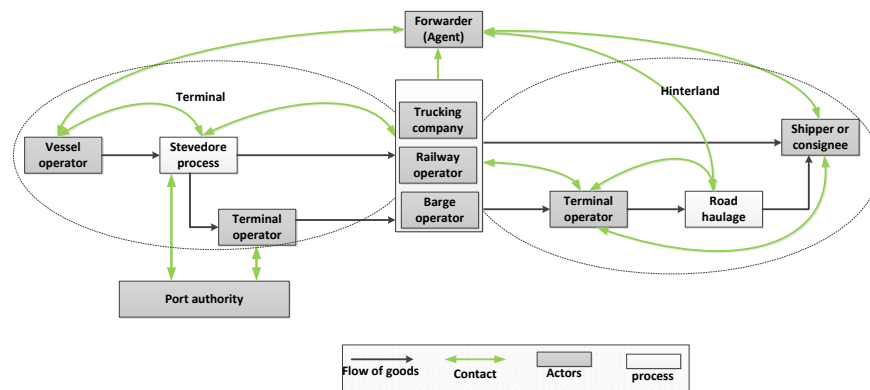 Forwarder
(Agent)
Terminal
Hinterland
Trucking
company
Vessel
operator
Stevedore
process
Railway
operator
Shipper or
consignee
Barge
operator
Terminal
operator
Terminal
operator
Road
haulage
Port authority
Flow of goods
Contact
Actors
process